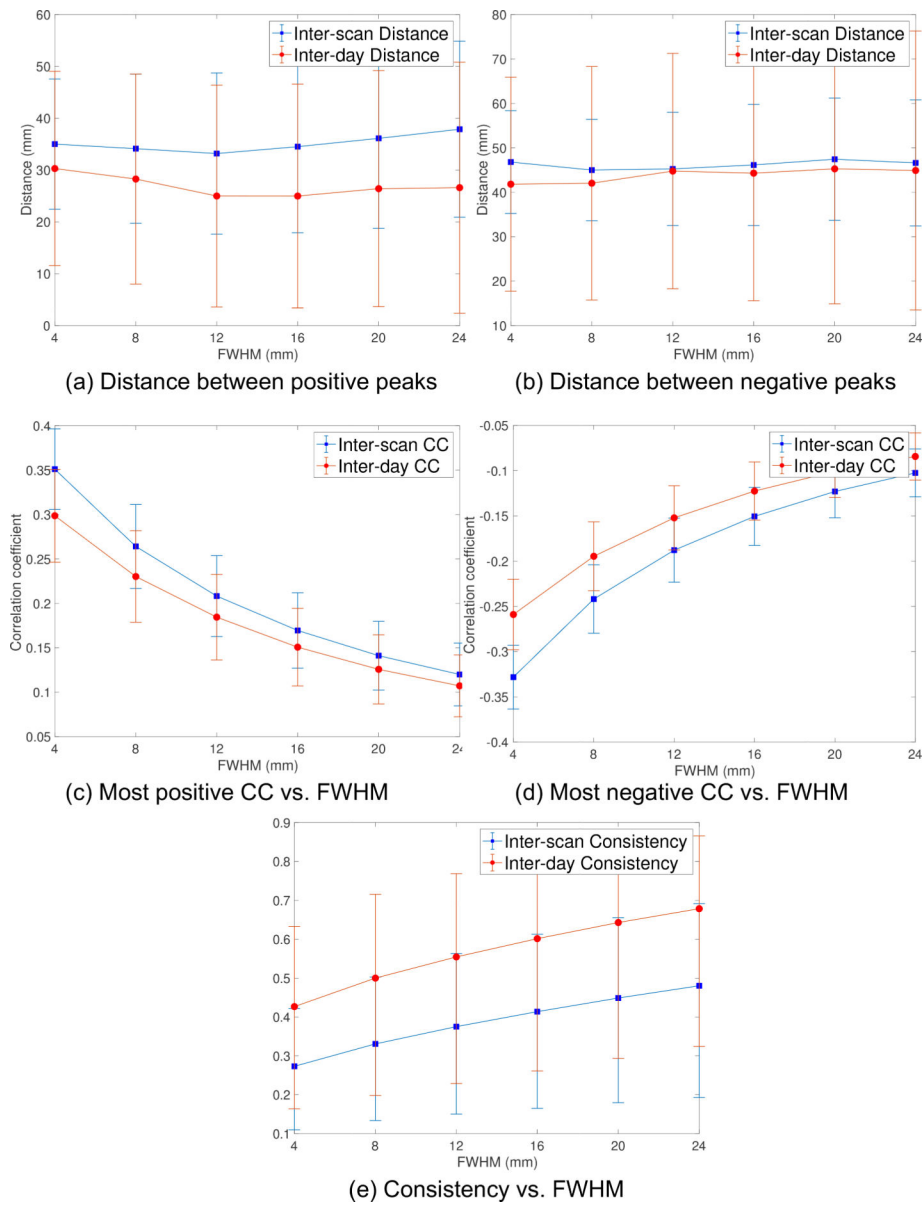 60
50
40
30
20
10
0
Distance (mm)
Inter-scan Distance
Inter-day Distance
4 8 12 16 20 24
FWHM (mm)
(a) Distance between positive peaks
80
70
60
50
40
30
20
10
Distance (mm)
Inter-scan Distance
Inter-day Distance
4 8 12 16 20 24
FWHM (mm)
(b) Distance between negative peaks
0.4
0.35
0.3
0.25
0.2
0.15
0.1
0.05
Correlation coefficient
Inter-scan CC
Inter-day CC
4 8 12 16 20 24
FWHM (mm)
(c) Most positive CC vs. FWHM
-0.05
-0.1
-0.15
-0.2
-0.25
-0.3
-0.35
-0.4
Correlation coefficient
Inter-scan CC
Inter-day CC
4 8 12 16 20 24
FWHM (mm)
(d) Most negative CC vs. FWHM
0.9
0.8
0.7
0.6
0.5
0.4
0.3
0.2
0.1
Inter-scan Consistency
Inter-day Consistency
4 8 12 16 20 24
FWHM (mm)
(e) Consistency vs. FWHM